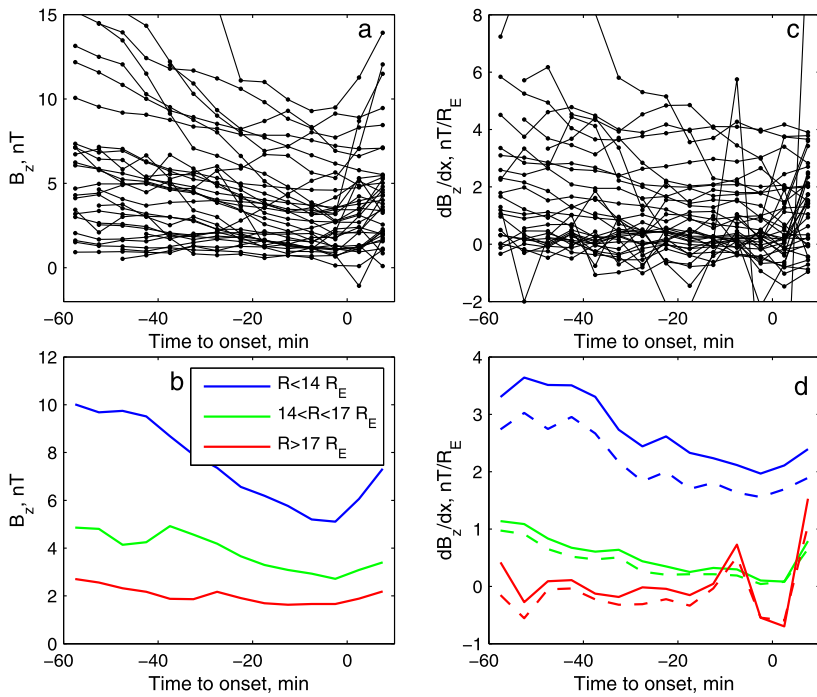 a
15
10
5
0
B_z, nT
−60 −40 −20 0
Time to onset, min
c
8
6
4
2
0
−2
dB_z/dx, nT/R_E
−60 −40 −20 0
Time to onset, min
b
12
10
8
6
4
2
0
B_z, nT
R<14 R_E
14<R<17 R_E
R>17 R_E
−60 −40 −20 0
Time to onset, min
d
4
3
2
1
0
−1
dB_z/dx, nT/R_E
−60 −40 −20 0
Time to onset, min